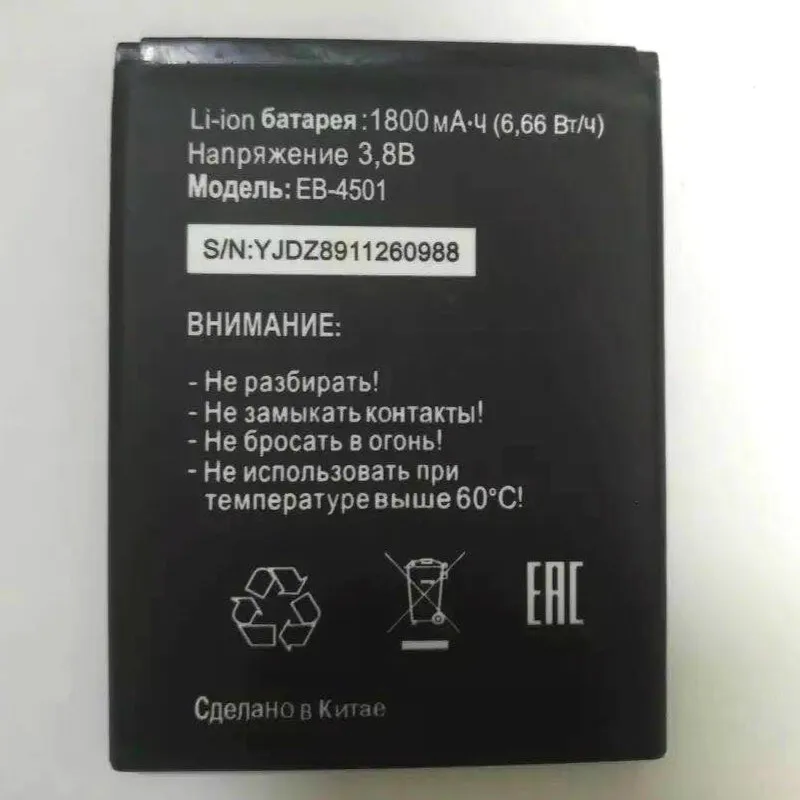 Li-ion батарея:1800 мА·Ч (6,66 Вт/ч)
Напряжение 3,8В
Модель: EB-4501
S/N:YJDZ8911260988
ВНИМАНИЕ:
- Не разбирать!
- Не замыкать контакты!
- Не бросать в огонь!
- Не использовать при
температуре выше 60°C!
EAC
Сделано в Китае